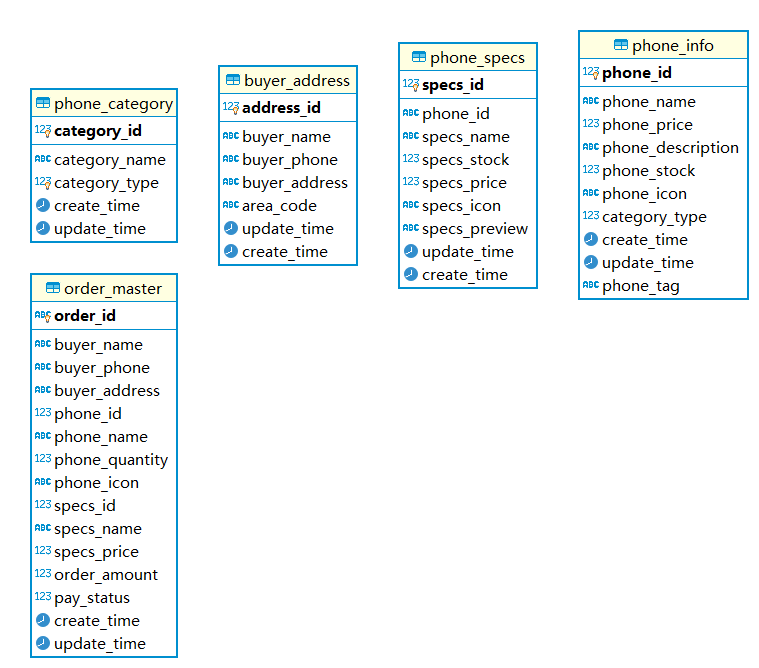 phone_category
123 category_id
ABC category_name
123 category_type
create_time
update_time
buyer_address
123 address_id
ABC buyer_name
ABC buyer_phone
ABC buyer_address
ABC area_code
update_time
create_time
phone_specs
123 specs_id
ABC phone_id
ABC specs_name
123 specs_stock
123 specs_price
ABC specs_icon
ABC specs_preview
update_time
create_time
phone_info
123 phone_id
ABC phone_name
123 phone_price
ABC phone_description
123 phone_stock
ABC phone_icon
123 category_type
create_time
update_time
ABC phone_tag
order_master
ABC order_id
ABC buyer_name
ABC buyer_phone
ABC buyer_address
123 phone_id
ABC phone_name
123 phone_quantity
ABC phone_icon
123 specs_id
ABC specs_name
123 specs_price
123 order_amount
123 pay_status
create_time
update_time